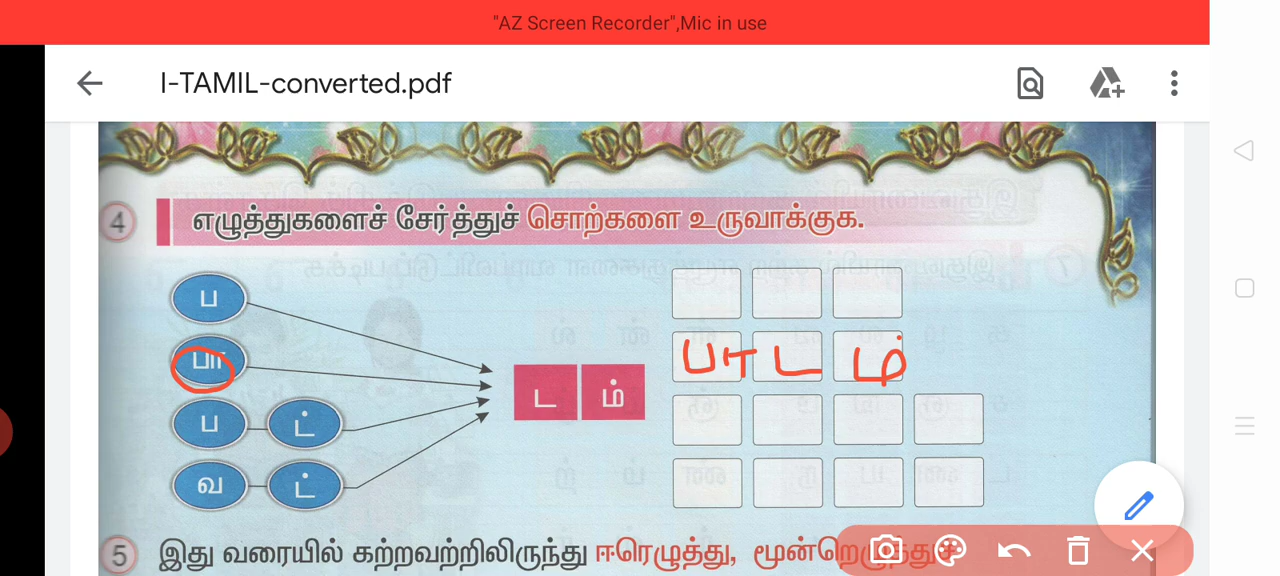 "AZ Screen Recorder",Mic in use
I-TAMIL-converted.pdf
4 எழுத்துகளைச் சேர்த்துச் சொற்களை உருவாக்குக.
ப
பா
பாடம்
ட ம்
ப ட்
வ ட்
5 இது வரையில் கற்றவற்றிலிருந்து ஈரெழுத்து,